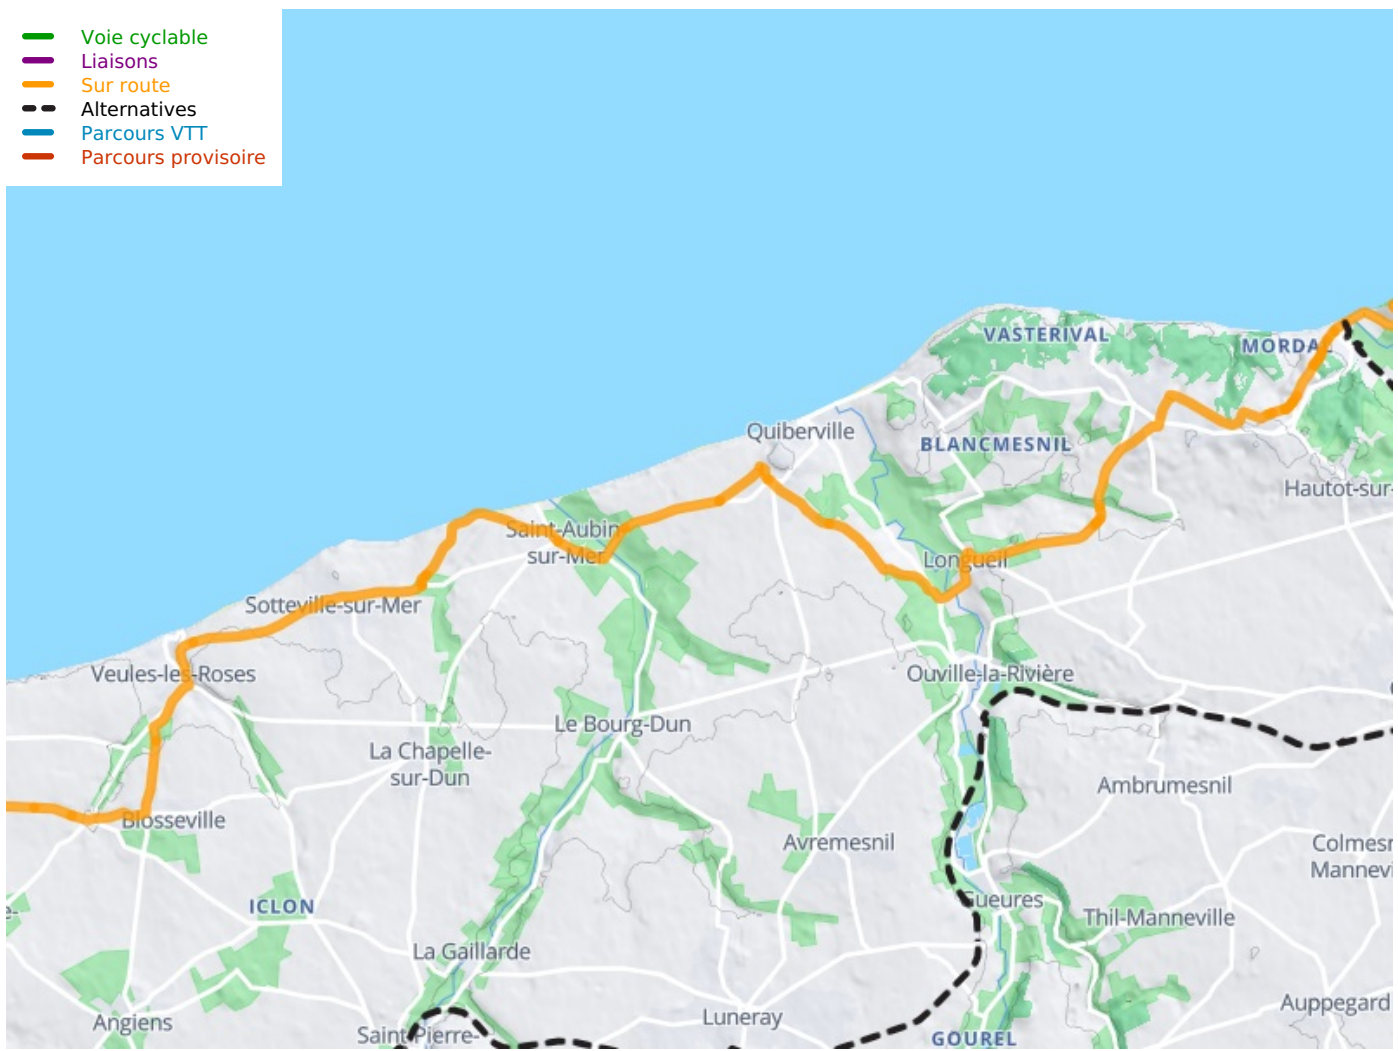 Voie cyclable
Liaisons
Sur route
Alternatives
Parcours VTT
Parcours provisoire
VASTERIVAL
MORDAL
Quiberville
BLANCMESNIL
Hautot-sur-
Saint-Aubin-
sur-Mer
Longueil
Sotteville-sur-Mer
Veules-les-Roses
Ouville-la-Rivière
Le Bourg-Dun
La Chapelle-
sur-Dun
Ambrumesnil
Blosseville
Avremesnil
Colmesn
Mannevi
Gueures
ICLON
Thil-Manneville
La Gaillarde
Auppegard
Angiens
Luneray
Saint-Pierre-
GOUREL